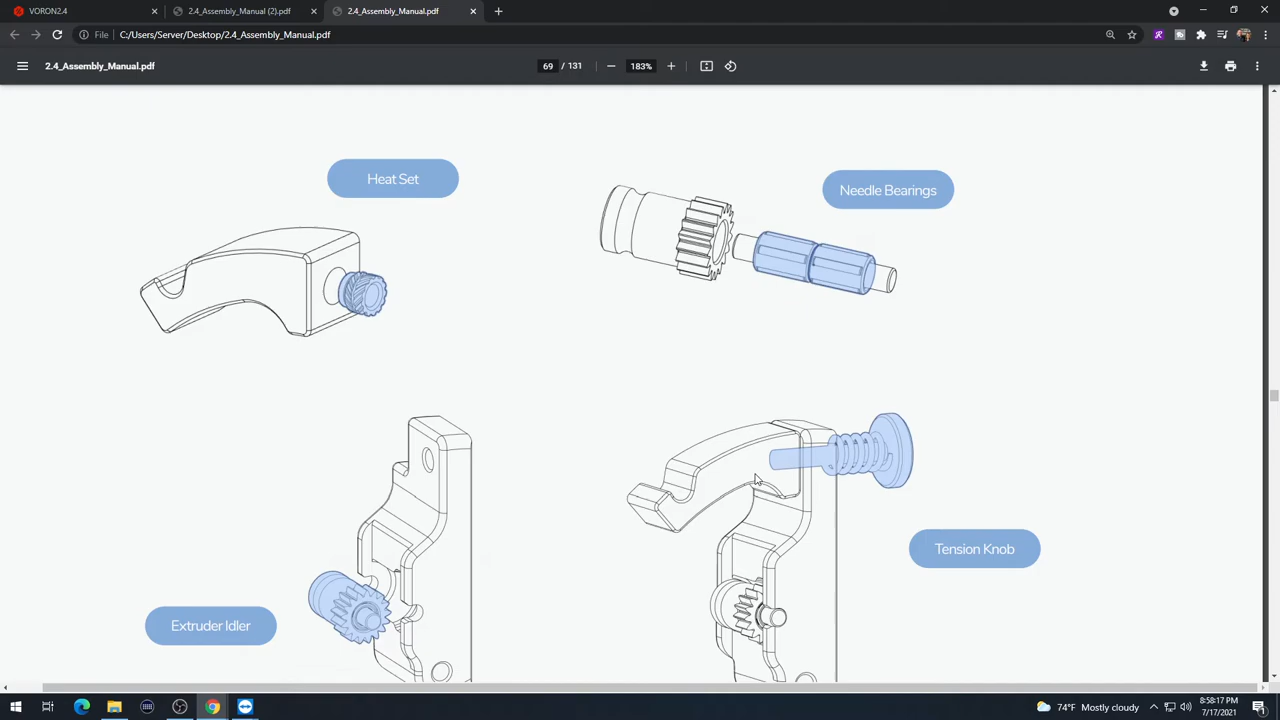 VORON2.4
2.4_Assembly_Manual (2).pdf
2.4_Assembly_Manual.pdf
File
C:/Users/Server/Desktop/2.4_Assembly_Manual.pdf
2.4_Assembly_Manual.pdf
69 / 131
183%
Heat Set
Needle Bearings
Tension Knob
Extruder Idler
74°F Mostly cloudy
8:58:17 PM
7/17/2021